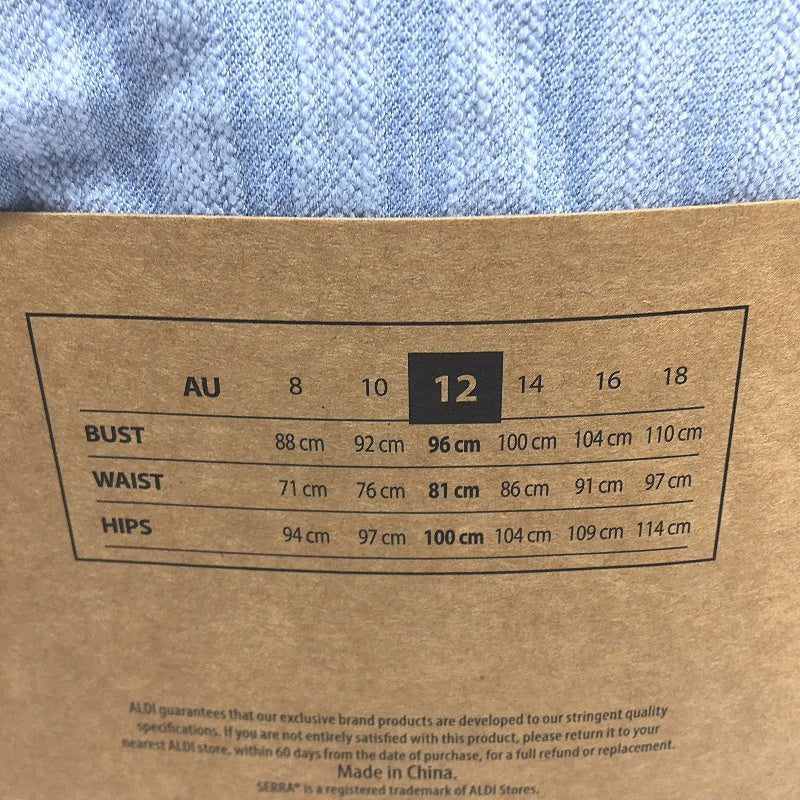 AU 8 10 12 14 16 18
BUST 88 cm 92 cm 96 cm 100 cm 104 cm 110 cm
WAIST 71 cm 76 cm 81 cm 86 cm 91 cm 97 cm
HIPS 94 cm 97 cm 100 cm 104 cm 109 cm 114 cm
ALDI guarantees that our exclusive brand products are developed to our stringent quality
specifications. If you are not entirely satisfied with this product, please return it to your
nearest ALDI store, within 60 days from the date of purchase, for a full refund or replacement.
Made in China.
SERRA® is a registered trademark of ALDI Stores.